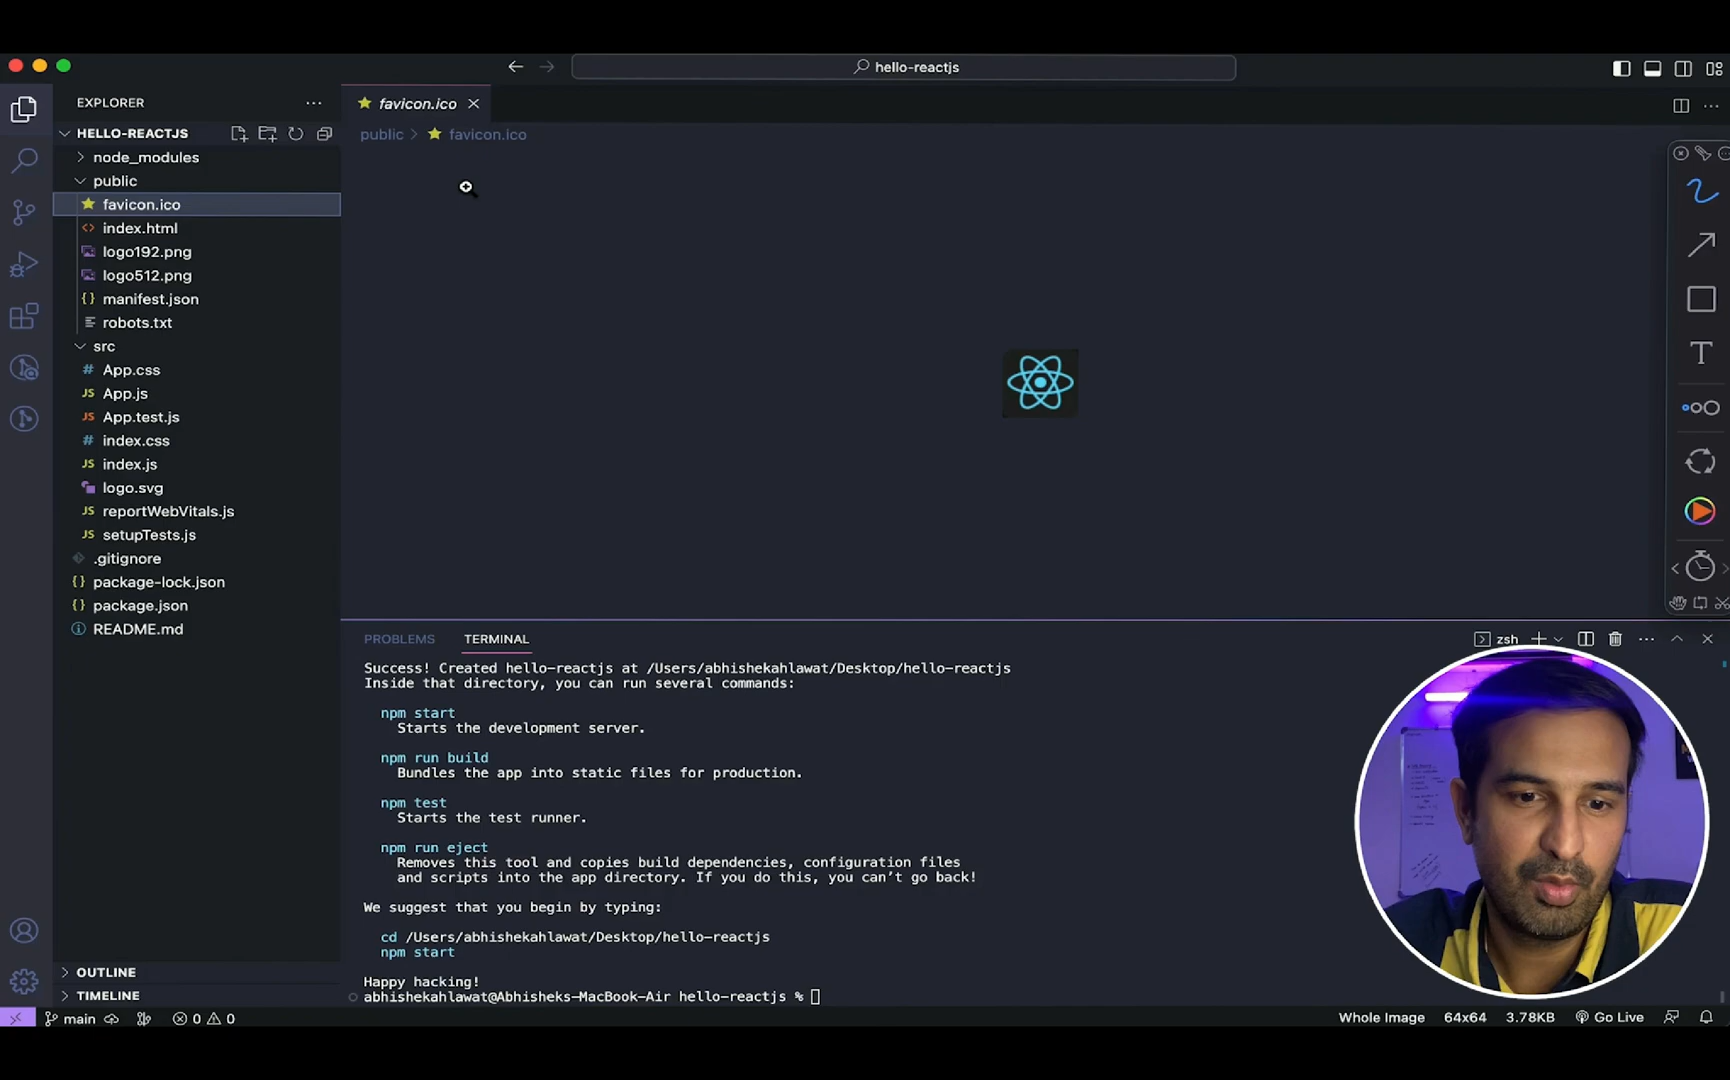 hello-reactjs
EXPLORER
HELLO-REACTJS
node_modules
public
favicon.ico
index.html
logo192.png
logo512.png
manifest.json
robots.txt
src
App.css
App.js
App.test.js
index.css
index.js
logo.svg
reportWebVitals.js
setupTests.js
.gitignore
package-lock.json
package.json
README.md
OUTLINE
TIMELINE
favicon.ico
public > favicon.ico
PROBLEMS TERMINAL
zsh
Success! Created hello-reactjs at /Users/abhishekahlawat/Desktop/hello-reactjs
Inside that directory, you can run several commands:
npm start
Starts the development server.
npm run build
Bundles the app into static files for production.
npm test
Starts the test runner.
npm run eject
Removes this tool and copies build dependencies, configuration files
and scripts into the app directory. If you do this, you can't go back!
We suggest that you begin by typing:
cd /Users/abhishekahlawat/Desktop/hello-reactjs
npm start
Happy hacking!
abhishekahlawat@Abhisheks-MacBook-Air hello-reactjs %
main 0 0 Whole Image 64x64 3.78KB Go Live